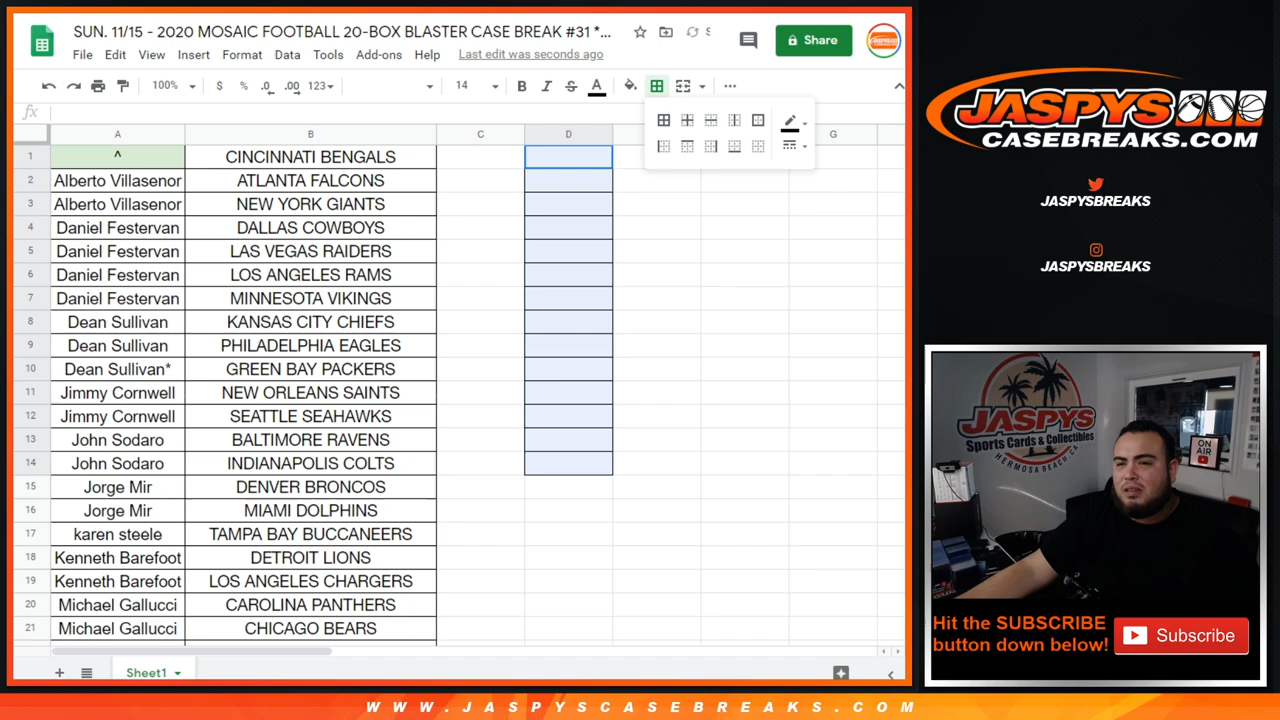 SUN. 11/15 - 2020 MOSAIC FOOTBALL 20-BOX BLASTER CASE BREAK #31 *...
S
Share
File Edit View Insert Format Data Tools Add-ons Help Last edit was seconds ago
100% $ % .0 .00 123 14 B I S A ...
fx
A B C D G
1 ^ CINCINNATI BENGALS
2 Alberto Villasenor ATLANTA FALCONS
3 Alberto Villasenor NEW YORK GIANTS
4 Daniel Festervan DALLAS COWBOYS
5 Daniel Festervan LAS VEGAS RAIDERS
6 Daniel Festervan LOS ANGELES RAMS
7 Daniel Festervan MINNESOTA VIKINGS
8 Dean Sullivan KANSAS CITY CHIEFS
9 Dean Sullivan PHILADELPHIA EAGLES
10 Dean Sullivan* GREEN BAY PACKERS
11 Jimmy Cornwell NEW ORLEANS SAINTS
12 Jimmy Cornwell SEATTLE SEAHAWKS
13 John Sodaro BALTIMORE RAVENS
14 John Sodaro INDIANAPOLIS COLTS
15 Jorge Mir DENVER BRONCOS
16 Jorge Mir MIAMI DOLPHINS
17 karen steele TAMPA BAY BUCCANEERS
18 Kenneth Barefoot DETROIT LIONS
19 Kenneth Barefoot LOS ANGELES CHARGERS
20 Michael Gallucci CAROLINA PANTHERS
21 Michael Gallucci CHICAGO BEARS
Sheet1
JASPYS
CASEBREAKS.COM
JASPYSBREAKS
JASPYSBREAKS
JASPYS
Sports Cards & Collectibles
HERMOSA BEACH, CA
ON AIR
Hit the SUBSCRIBE
button down below!
Subscribe
WWW.JASPYSCASEBREAKS.COM